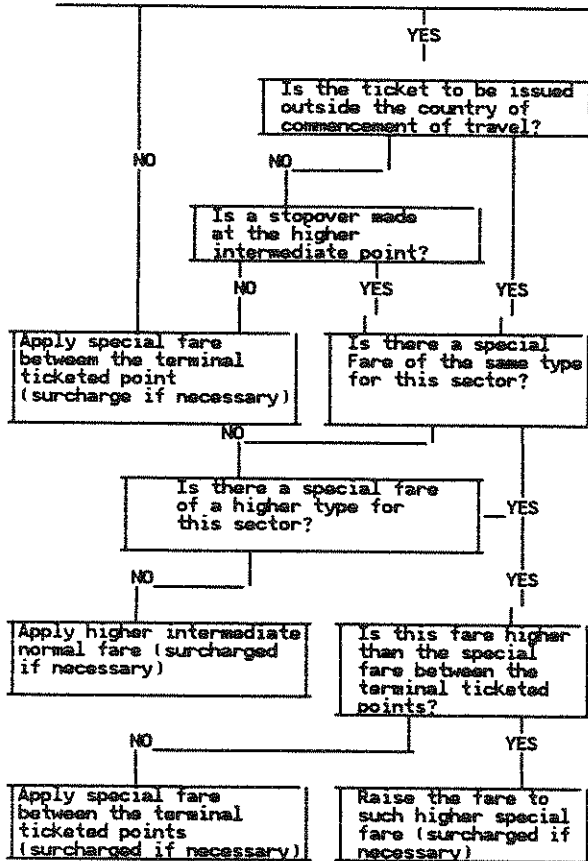 YES
Is the ticket to be issued
outside the country of
commencement of travel?
NO
NO
Is a stopover made
at the higher
intermediate point?
YES
NO
YES
Apply special fare
betweem the terminal
ticketed point
(surcharge if necessary)
Is there a special
Fare of the same type
for this sector?
NO
Is there a special fare
of a higher type for
this sector?
YES
YES
NO
Apply higher intermediate
normal fare (surcharged
if necessary)
Is this fare higher
than the special
fare between the
terminal ticketed
points?
NO
YES
Apply special fare
between the terminal
ticketed points
(surcharged if necessary)
Raise the fare to
such higher special
fare (surcharged if
necessary)